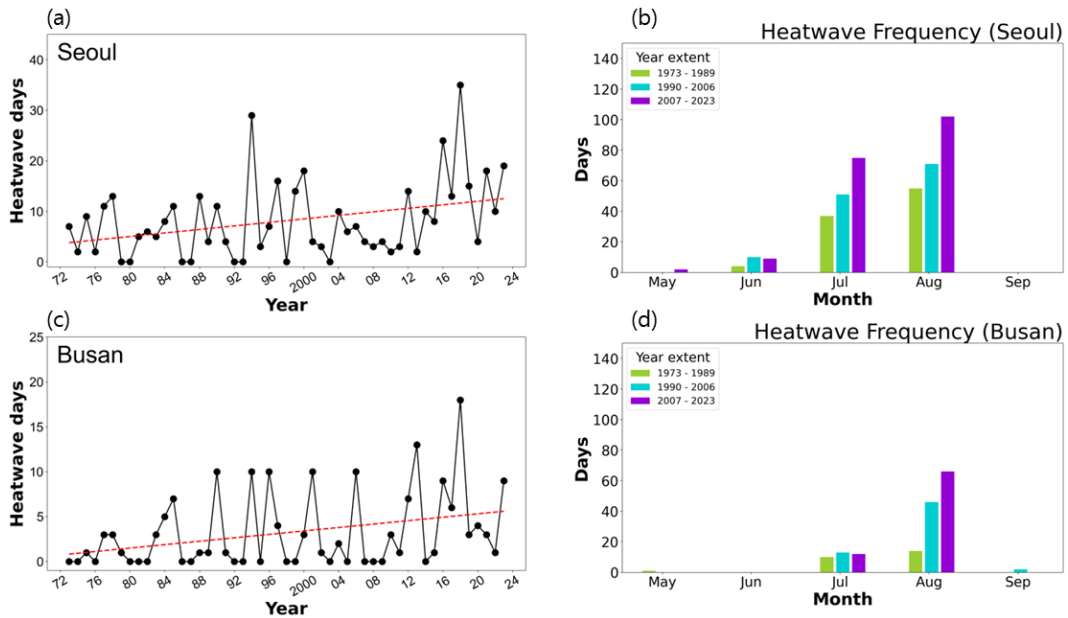 (a)
Seoul
Heatwave days
40
30
20
10
0
72 76 80 84 88 92 96 2000 04 08 12 16 20 24
Year
(b)
Heatwave Frequency (Seoul)
Year extent
1973 - 1989
1990 - 2006
2007 - 2023
Days
140
120
100
80
60
40
20
0
May Jun Jul Aug Sep
Month
(c)
Busan
Heatwave days
25
20
15
10
5
0
72 76 80 84 88 92 96 2000 04 08 12 16 20 24
Year
(d)
Heatwave Frequency (Busan)
Year extent
1973 - 1989
1990 - 2006
2007 - 2023
Days
140
120
100
80
60
40
20
0
May Jun Jul Aug Sep
Month